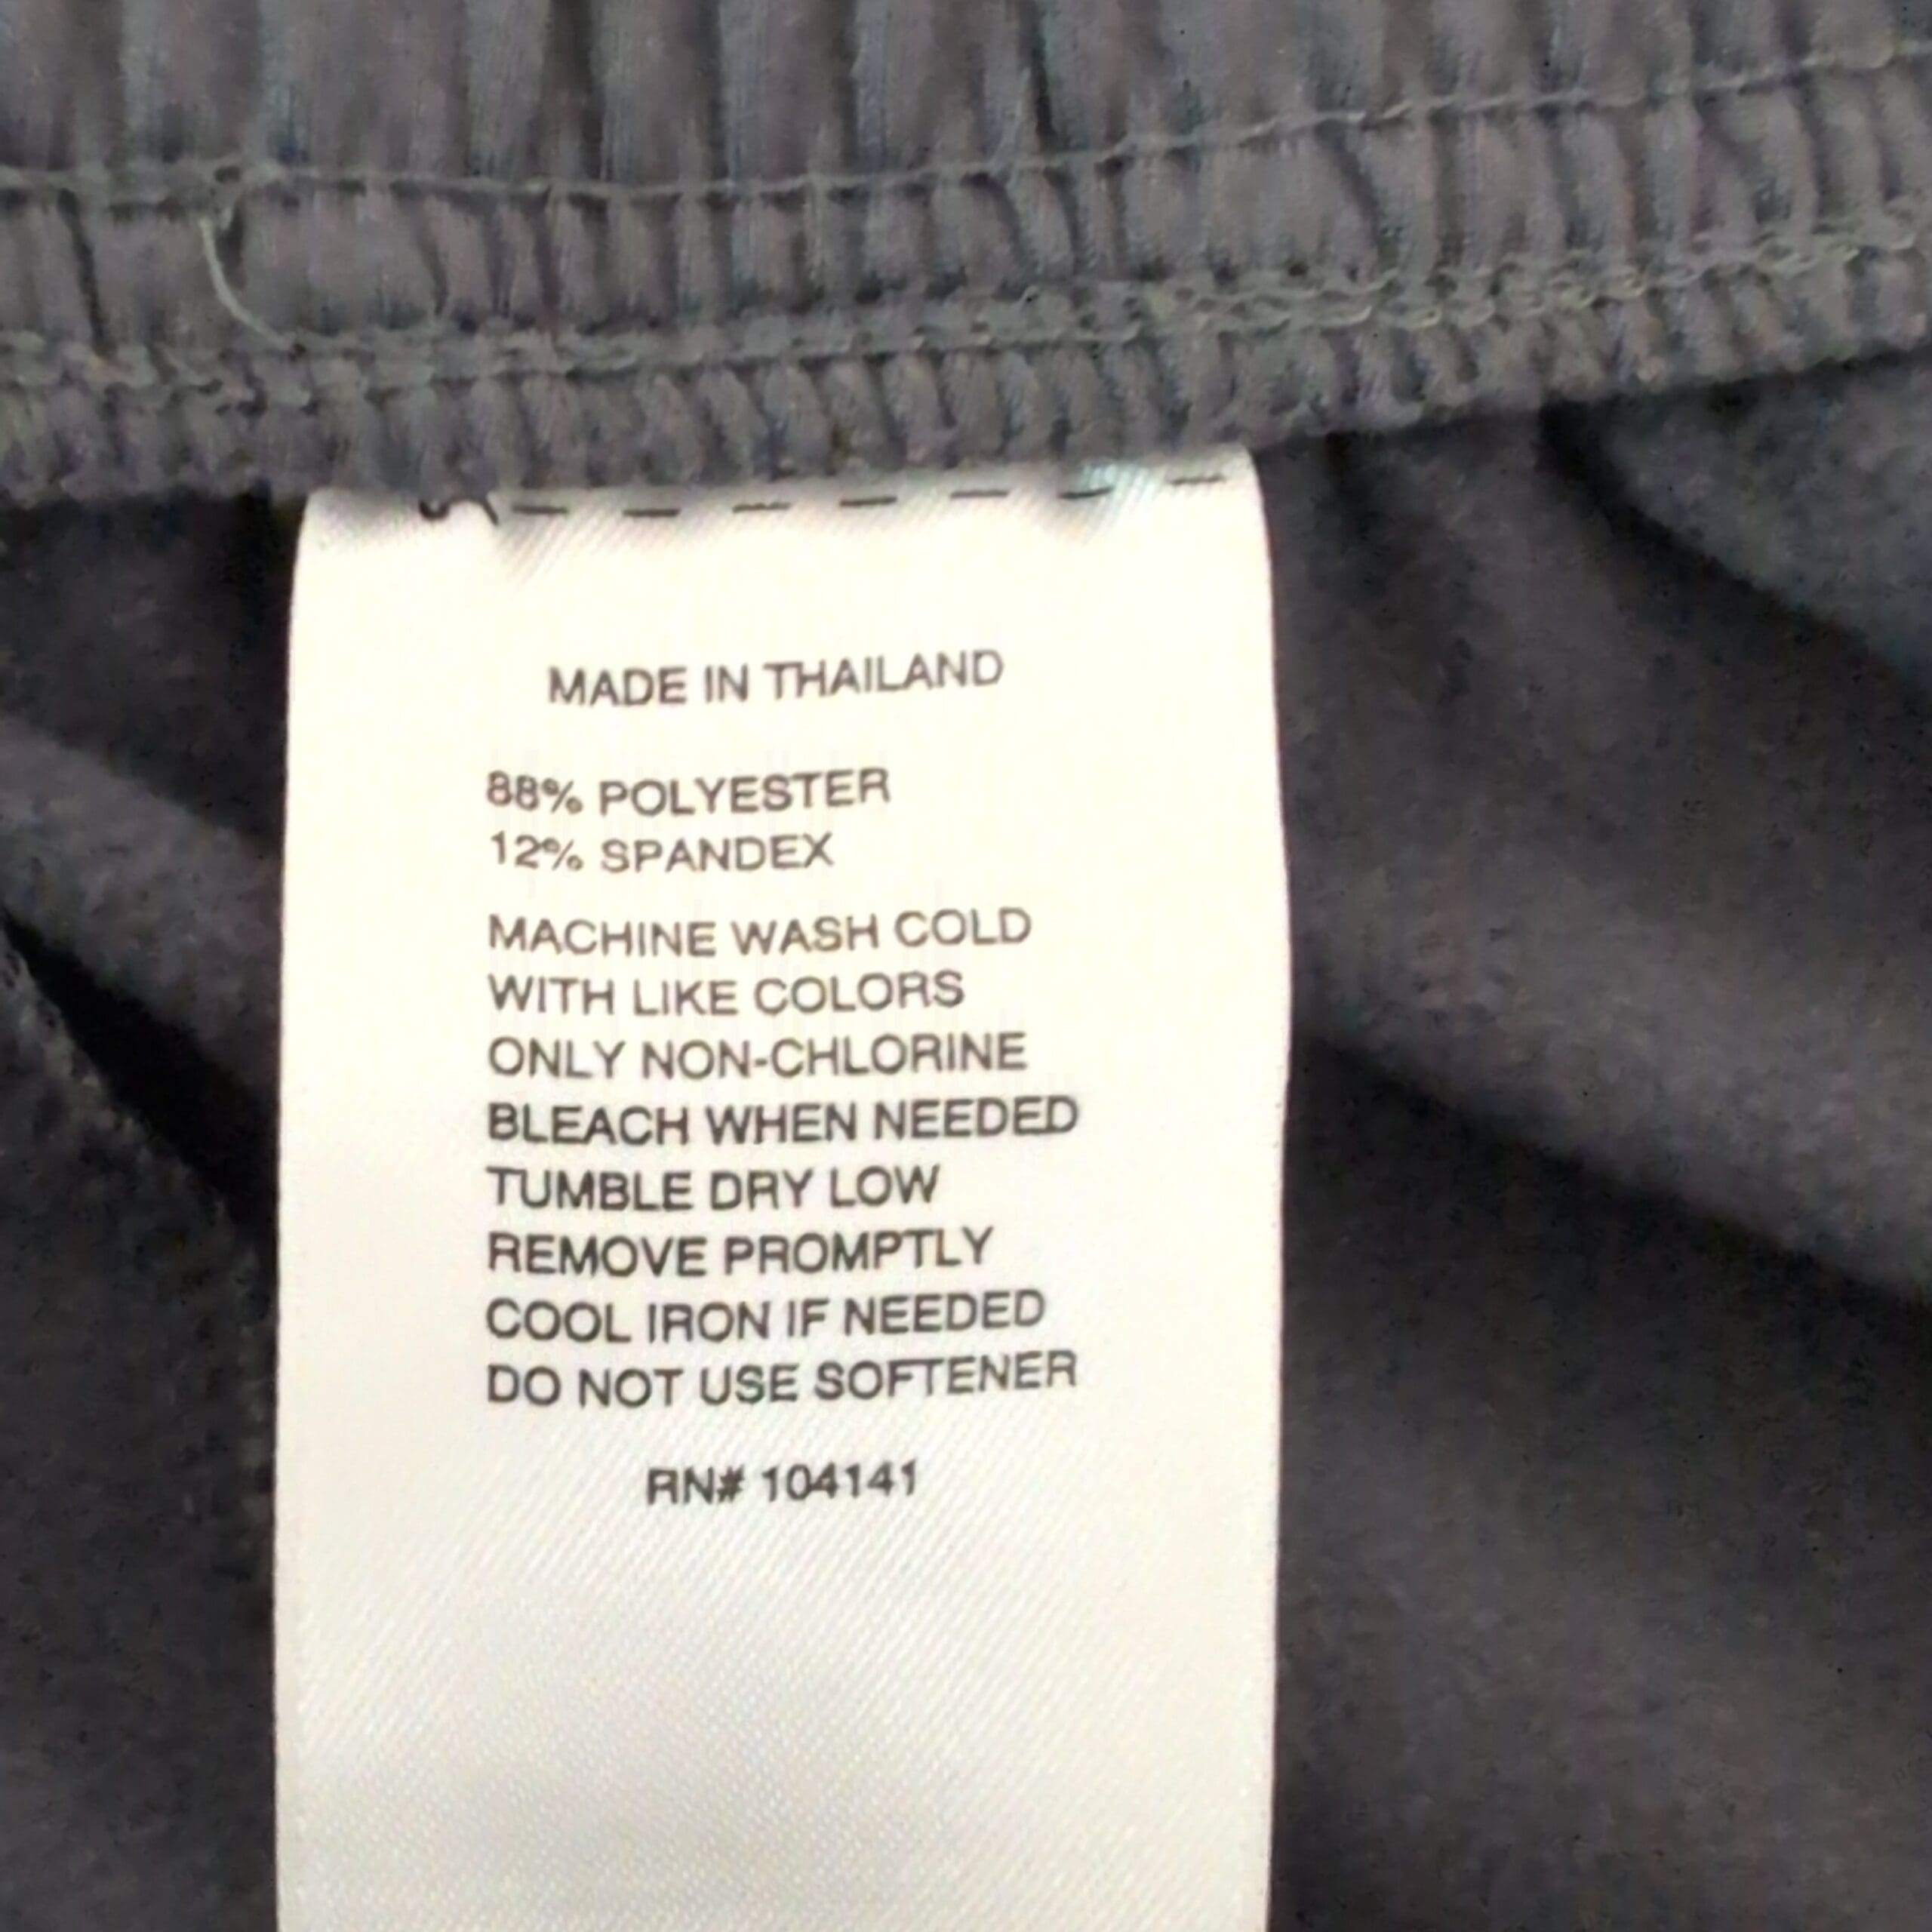 MADE IN THAILAND
88% POLYESTER
12% SPANDEX
MACHINE WASH COLD
WITH LIKE COLORS
ONLY NON-CHLORINE
BLEACH WHEN NEEDED
TUMBLE DRY LOW
REMOVE PROMPTLY
COOL IRON IF NEEDED
DO NOT USE SOFTENER
RN# 104141